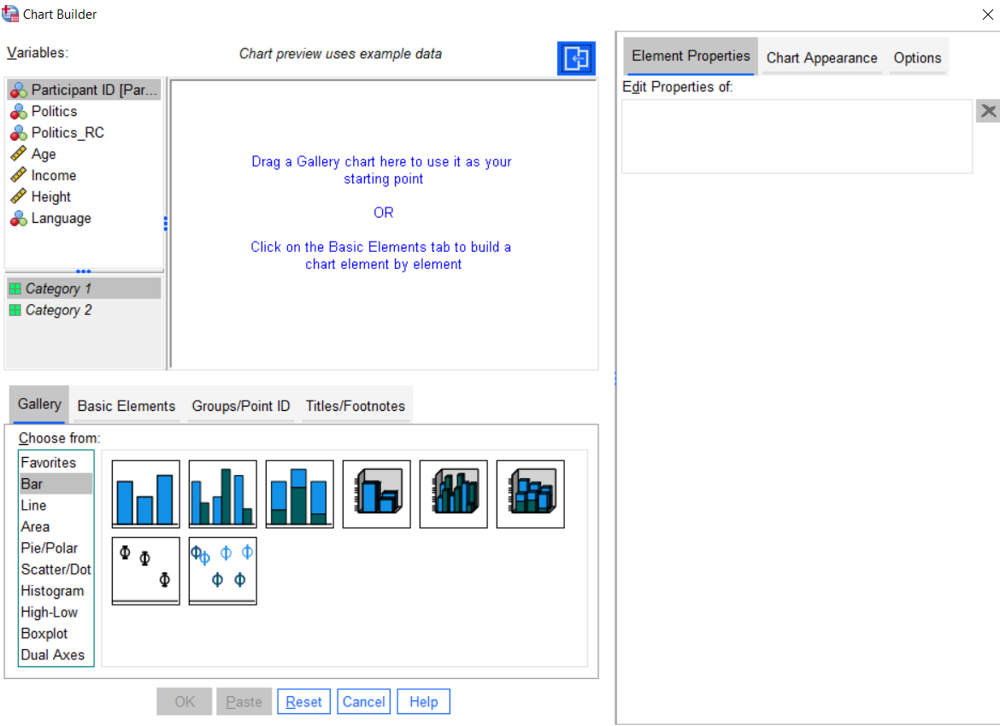 Chart Builder
Variables:
Chart preview uses example data
Participant ID [Par...
Politics
Politics_RC
Age
Income
Height
Language
Category 1
Category 2
Drag a Gallery chart here to use it as your
starting point
OR
Click on the Basic Elements tab to build a
chart element by element
Gallery
Basic Elements
Groups/Point ID
Titles/Footnotes
Choose from:
Favorites
Bar
Line
Area
Pie/Polar
Scatter/Dot
Histogram
High-Low
Boxplot
Dual Axes
OK
Paste
Reset
Cancel
Help
Element Properties
Chart Appearance
Options
Edit Properties of: